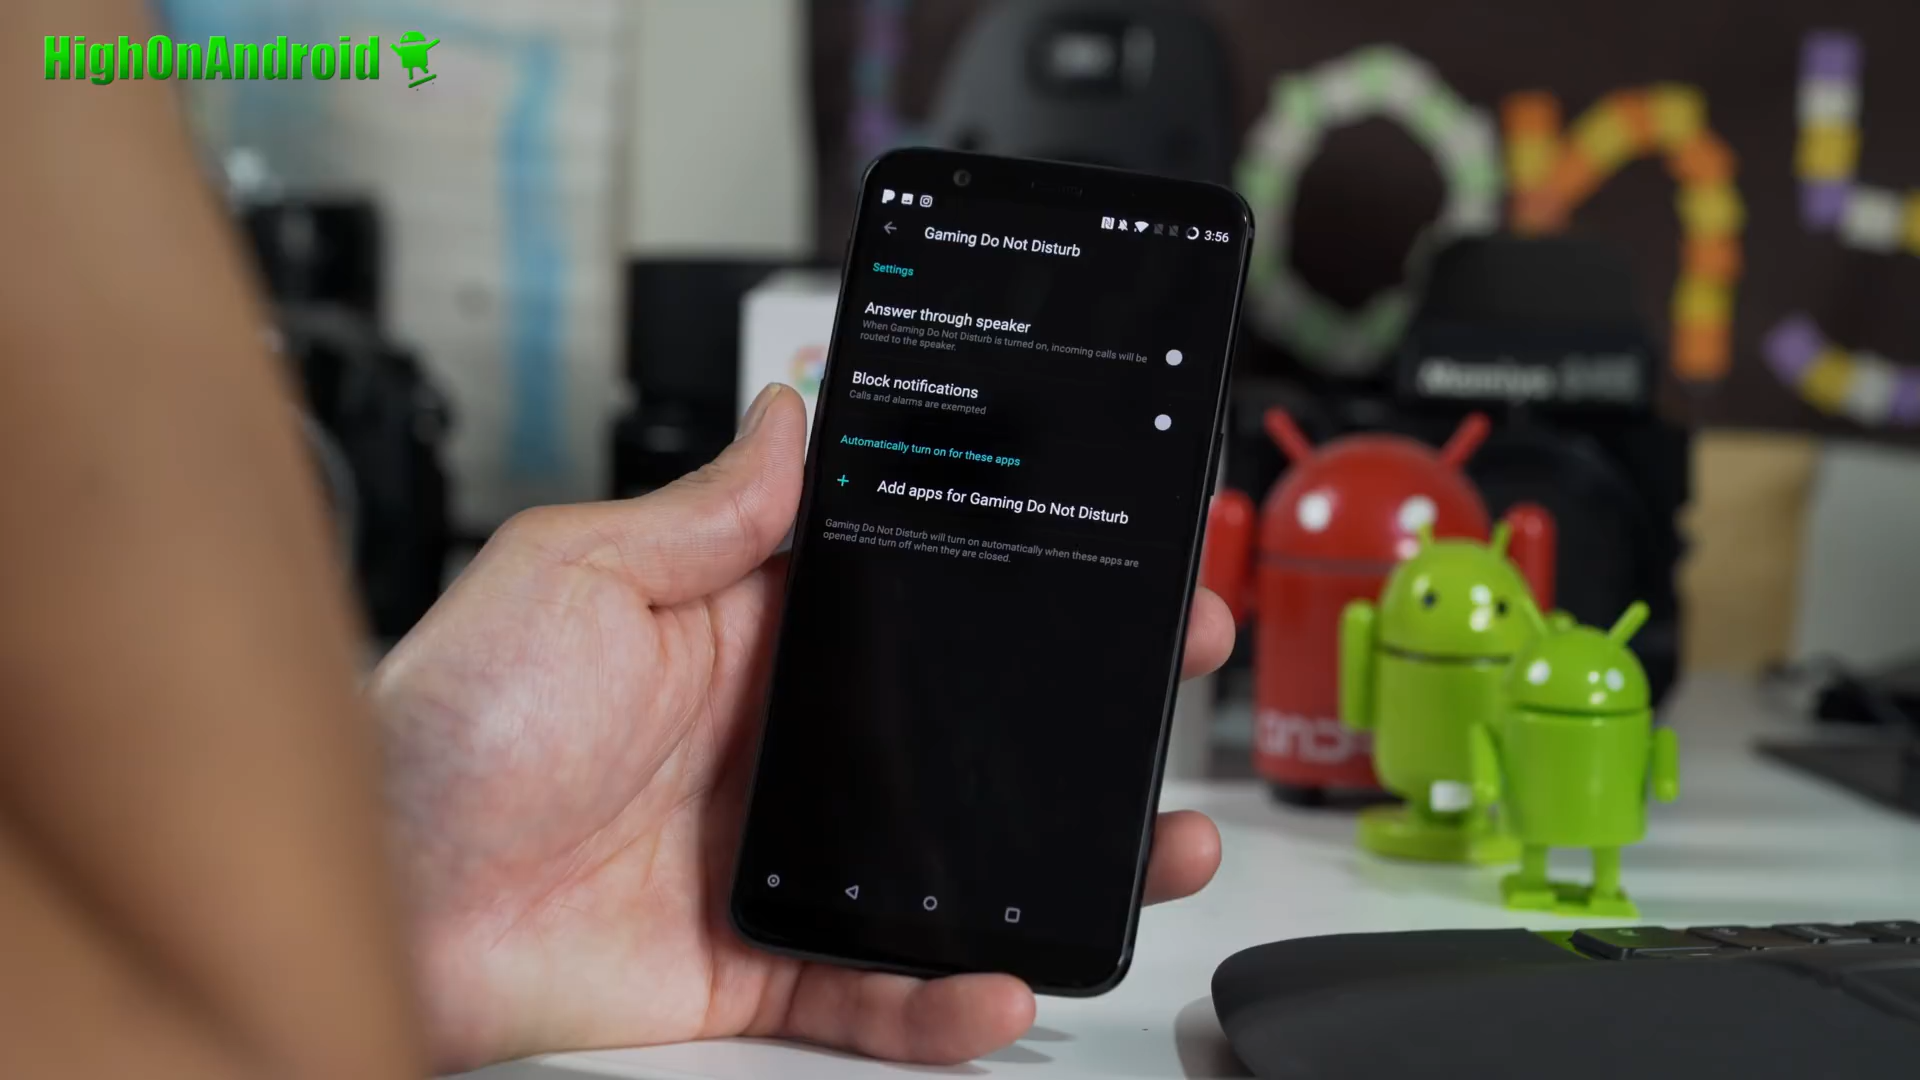 HighOnAndroid
3:56
Gaming Do Not Disturb
Settings
Answer through speaker
When Gaming Do Not Disturb is turned on, incoming calls will be
routed to the speaker.
Block notifications
Calls and alarms are exempted
Automatically turn on for these apps
+ Add apps for Gaming Do Not Disturb
Gaming Do Not Disturb will turn on automatically when these apps are
opened and turn off when they are closed.